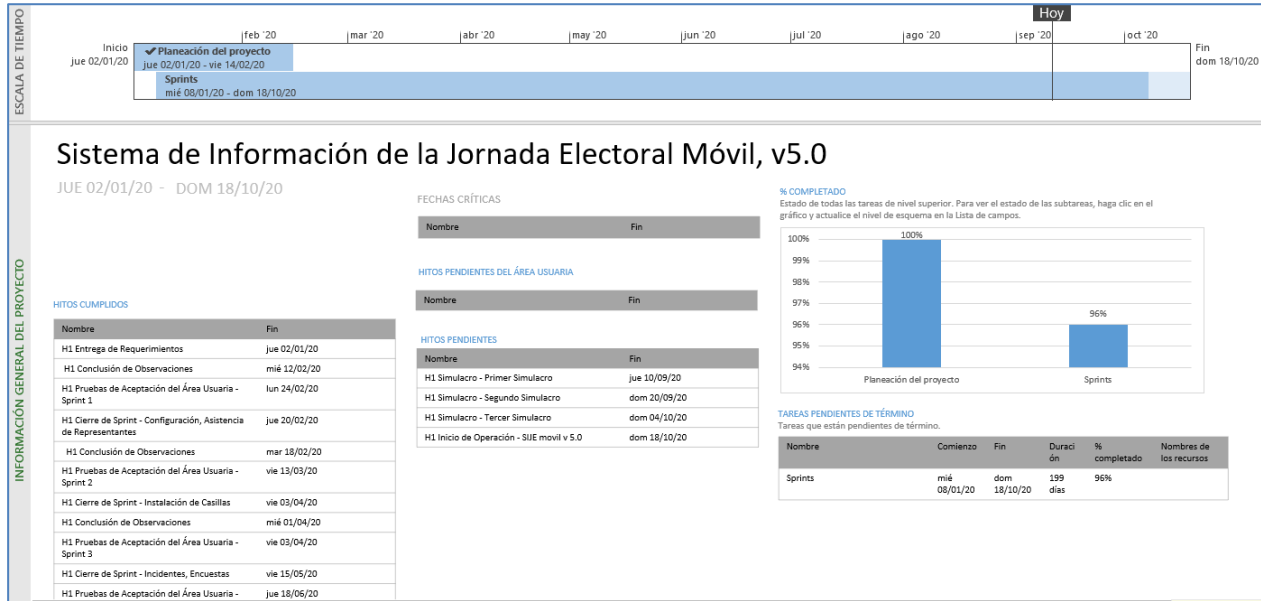 ESCALA DE TIEMPO
Hoy
feb '20
mar '20
abr '20
may '20
jun '20
jul '20
ago '20
sep '20
oct '20
Inicio
jue 02/01/20
Planeación del proyecto
jue 02/01/20 - vie 14/02/20
Sprints
mié 08/01/20 - dom 18/10/20
Fin
dom 18/10/20
INFORMACIÓN GENERAL DEL PROYECTO
Sistema de Información de la Jornada Electoral Móvil, v5.0
JUE 02/01/20 - DOM 18/10/20
HITOS CUMPLIDOS
Nombre Fin
H1 Entrega de Requerimientos jue 02/01/20
H1 Conclusión de Observaciones mié 12/02/20
H1 Pruebas de Aceptación del Área Usuaria - lun 24/02/20
Sprint 1
H1 Cierre de Sprint - Configuración, Asistencia jue 20/02/20
de Representantes
H1 Conclusión de Observaciones mar 18/02/20
H1 Pruebas de Aceptación del Área Usuaria - vie 13/03/20
Sprint 2
H1 Cierre de Sprint - Instalación de Casillas vie 03/04/20
H1 Conclusión de Observaciones mié 01/04/20
H1 Pruebas de Aceptación del Área Usuaria - vie 03/04/20
Sprint 3
H1 Cierre de Sprint - Incidentes, Encuestas vie 15/05/20
H1 Pruebas de Aceptación del Área Usuaria - jue 18/06/20
FECHAS CRÍTICAS
Nombre Fin
HITOS PENDIENTES DEL ÁREA USUARIA
Nombre Fin
HITOS PENDIENTES
Nombre Fin
H1 Simulacro - Primer Simulacro jue 10/09/20
H1 Simulacro - Segundo Simulacro dom 20/09/20
H1 Simulacro - Tercer Simulacro dom 04/10/20
H1 Inicio de Operación - SIJE movil v 5.0 dom 18/10/20
% COMPLETADO
Estado de todas las tareas de nivel superior. Para ver el estado de las subtareas, haga clic en el
gráfico y actualice el nivel de esquema en la Lista de campos.
100%
99%
98%
97%
96%
95%
94%
100%
96%
Planeación del proyecto
Sprints
TAREAS PENDIENTES DE TÉRMINO
Tareas que están pendientes de término.
Nombre Comienzo Fin Duraci % Nombres de
ón completado los recursos
Sprints mié dom 199 96%
08/01/20 18/10/20 días